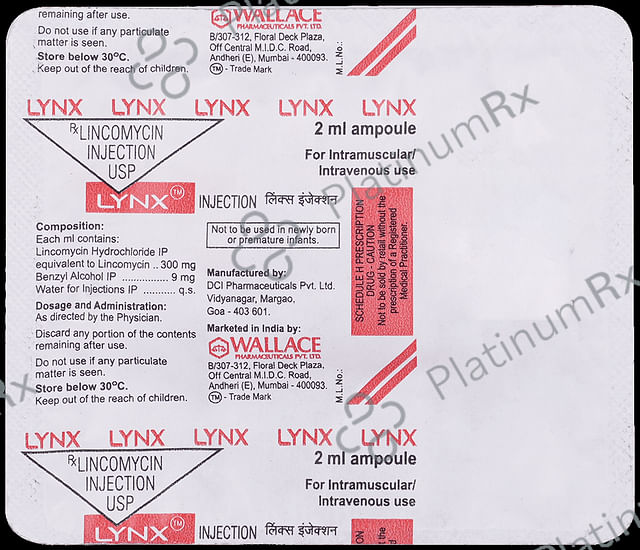 remaining after use.
Do not use if any particulate
matter is seen.
Store below 30°C.
Keep out of the reach of children.
WALLACE
PHARMACEUTICALS PVT. LTD.
B/307-312, Floral Deck Plaza,
Off Central M.I.D.C. Road,
Andheri (E), Mumbai - 400093.
TM - Trade Mark
M.L.No.:
LYNX LYNX LYNX LYNX LYNX
Rx LINCOMYCIN
INJECTION
USP
2 ml ampoule
For Intramuscular/
Intravenous use
LYNX™ INJECTION लिंक्स इंजेक्शन
Composition:
Each ml contains:
Lincomycin Hydrochloride IP
equivalent to Lincomycin .. 300 mg
Benzyl Alcohol IP ................. 9 mg
Water for Injections IP ........... q.s.
Dosage and Administration:
As directed by the Physician.
Discard any portion of the contents
remaining after use.
Do not use if any particulate
matter is seen.
Store below 30°C.
Keep out of the reach of children.
Not to be used in newly born
or premature infants.
Manufactured by:
DCI Pharmaceuticals Pvt. Ltd.
Vidyanagar, Margao,
Goa - 403 601.
Marketed in India by:
WALLACE
PHARMACEUTICALS PVT. LTD.
B/307-312, Floral Deck Plaza,
Off Central M.I.D.C. Road,
Andheri (E), Mumbai - 400093.
TM - Trade Mark
SCHEDULE H PRESCRIPTION
DRUG - CAUTION
Not to be sold by retail without the
prescription of a Registered
Medical Practitioner.
M.L.No.:
LYNX LYNX LYNX LYNX LYNX
Rx LINCOMYCIN
INJECTION
USP
2 ml ampoule
For Intramuscular/
Intravenous use
LYNX™ INJECTION लिंक्स इंजेक्शन
PlatinumRx
PlatinumRx
Rx